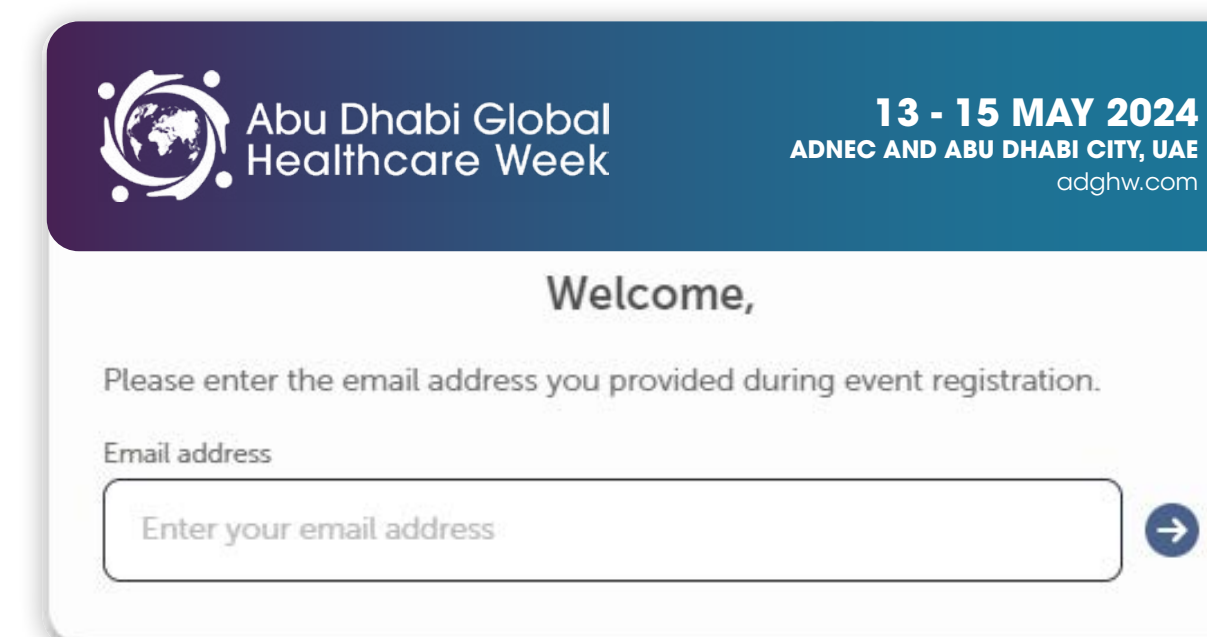 Abu Dhabi Global
Healthcare Week
13 - 15 MAY 2024
ADNEC AND ABU DHABI CITY, UAE
adghw.com
Welcome,
Please enter the email address you provided during event registration.
Email address
Enter your email address